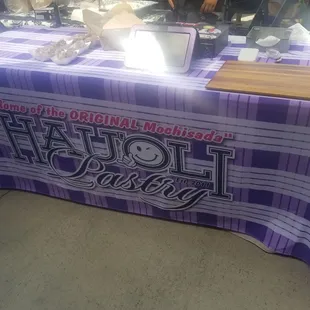 Home of the ORIGINAL Mochisada"
HAUOLI
Pastry